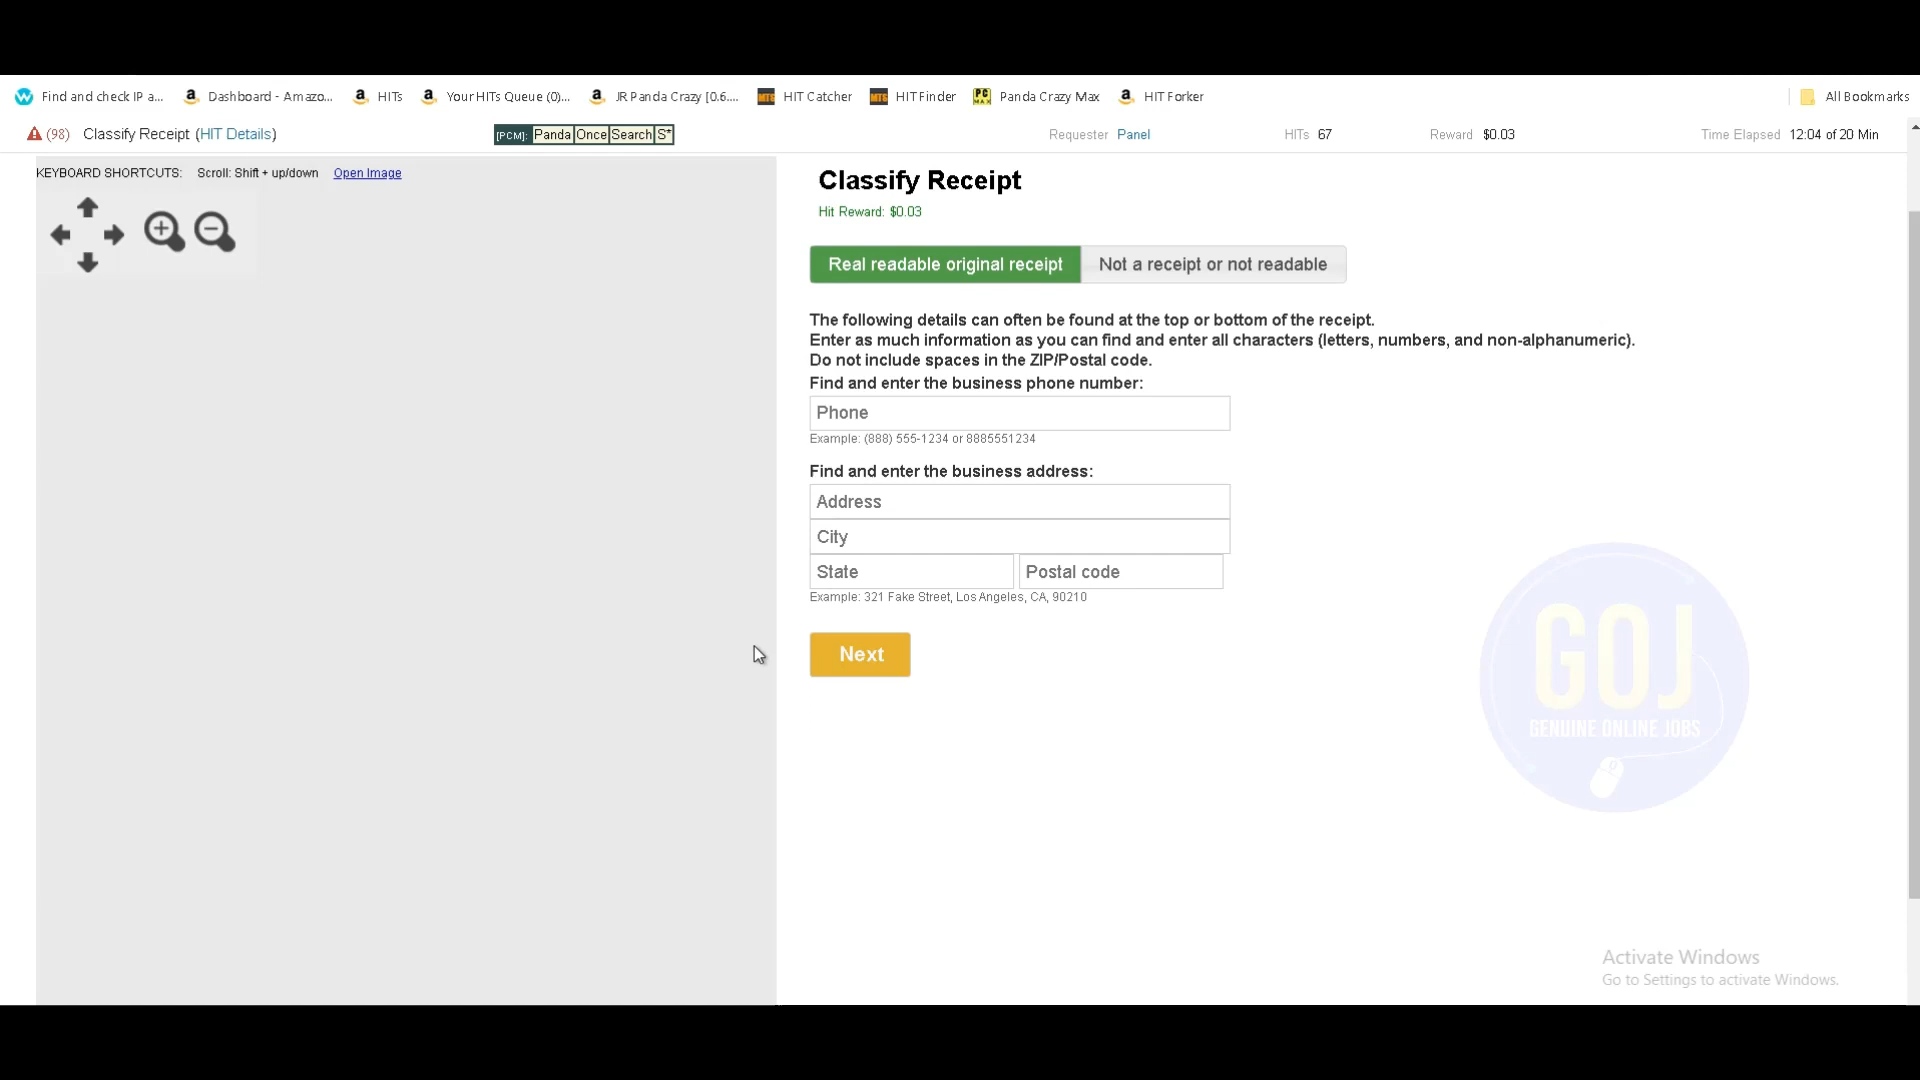 Find and check IP a...
Dashboard - Amazo...
HITs
Your HITs Queue (0)...
JR Panda Crazy [0.6....
HIT Catcher
HIT Finder
Panda Crazy Max
HIT Forker
All Bookmarks
(98) Classify Receipt (HIT Details)
[PCM]: Panda Once Search S*
Requester Panel
HITs 67
Reward $0.03
Time Elapsed 12:04 of 20 Min
KEYBOARD SHORTCUTS: Scroll: Shift + up/down Open Image
Classify Receipt
Hit Reward: $0.03
Real readable original receipt
Not a receipt or not readable
The following details can often be found at the top or bottom of the receipt.
Enter as much information as you can find and enter all characters (letters, numbers, and non-alphanumeric).
Do not include spaces in the ZIP/Postal code.
Find and enter the business phone number:
Phone
Example: (888) 555-1234 or 8885551234
Find and enter the business address:
Address
City
State
Postal code
Example: 321 Fake Street, Los Angeles, CA, 90210
Next
GOJ
GENUINE ONLINE JOBS
Activate Windows
Go to Settings to activate Windows.